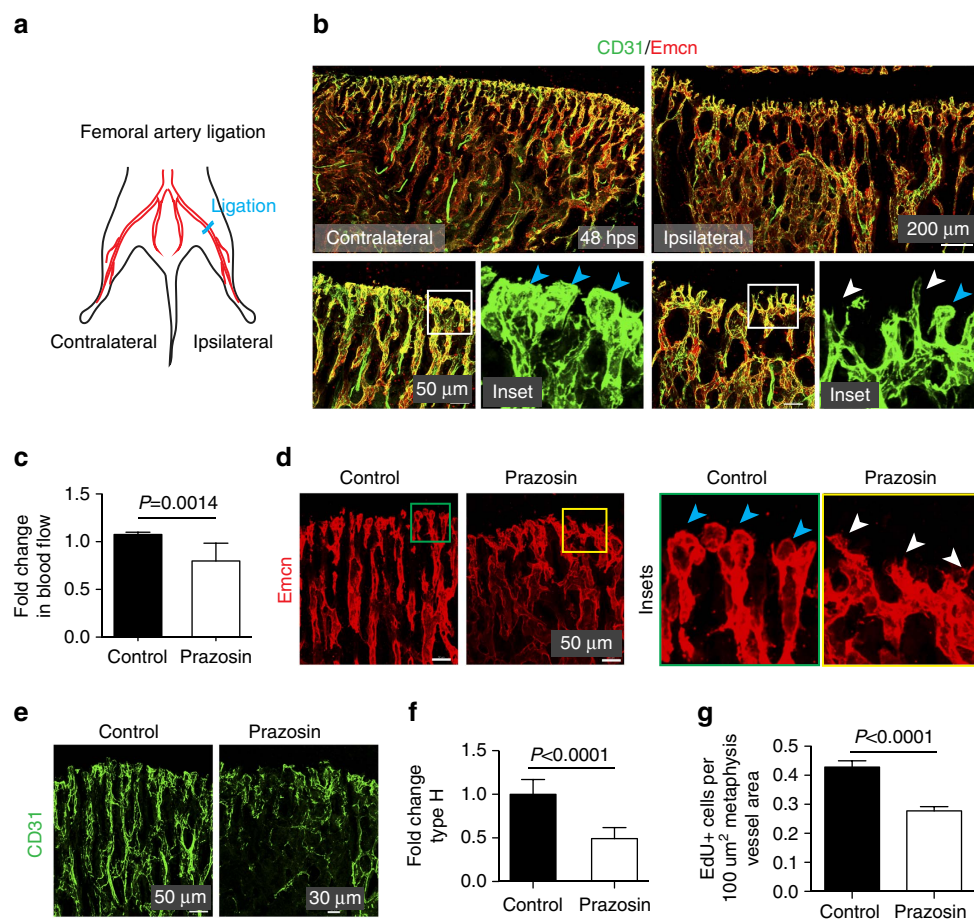 a
Femoral artery ligation
Ligation
Contralateral
Ipsilateral
b
CD31/Emcn
Contralateral
48 hps
Ipsilateral
200 μm
50 μm
Inset
Inset
c
Fold change
in blood flow
1.5
1.0
0.5
0.0
P=0.0014
Control
Prazosin
d
Control
Prazosin
Emcn
50 μm
Insets
Control
Prazosin
e
Control
Prazosin
CD31
50 μm
30 μm
f
Fold change
type H
1.5
1.0
0.5
0.0
P<0.0001
Control
Prazosin
g
EdU+ cells per
100 um² metaphysis
vessel area
0.5
0.4
0.3
0.2
0.1
0.0
P<0.0001
Control
Prazosin